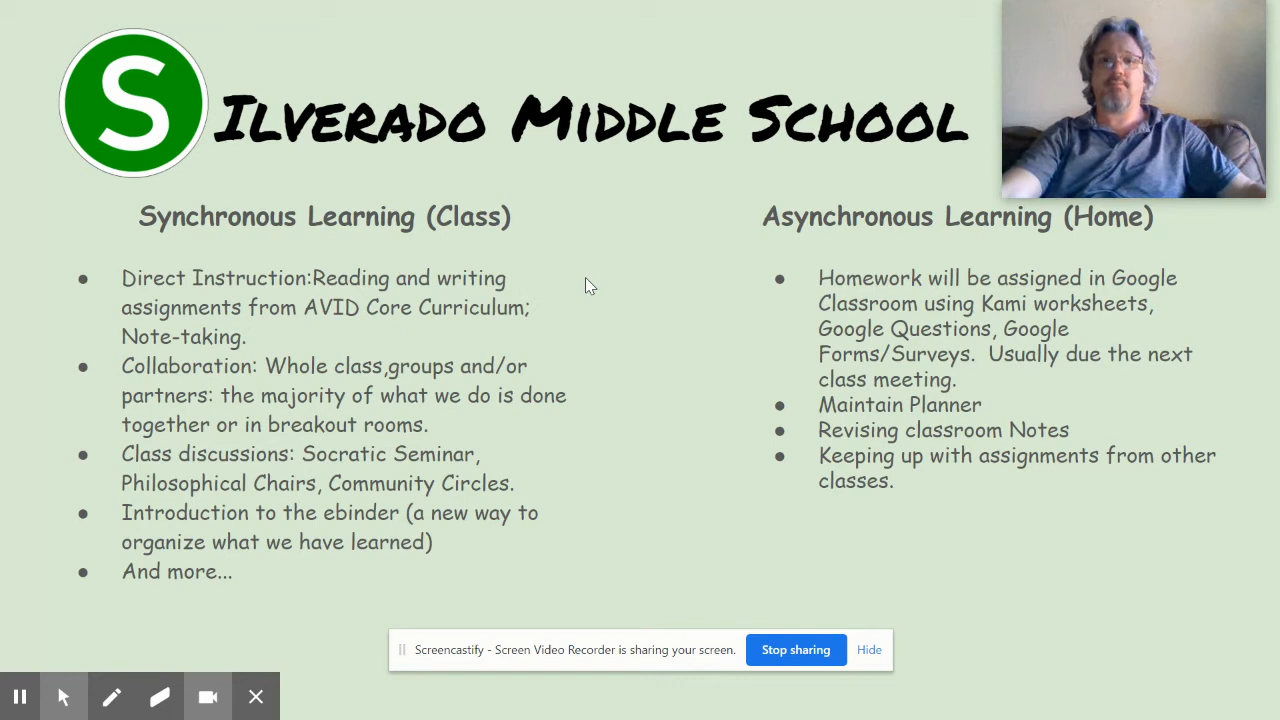 S ILVERADO MIDDLE SCHOOL
Synchronous Learning (Class)
● Direct Instruction:Reading and writing
assignments from AVID Core Curriculum;
Note-taking.
● Collaboration: Whole class,groups and/or
partners: the majority of what we do is done
together or in breakout rooms.
● Class discussions: Socratic Seminar,
Philosophical Chairs, Community Circles.
● Introduction to the ebinder (a new way to
organize what we have learned)
● And more...
Asynchronous Learning (Home)
● Homework will be assigned in Google
Classroom using Kami worksheets,
Google Questions, Google
Forms/Surveys.  Usually due the next
class meeting.
● Maintain Planner
● Revising classroom Notes
● Keeping up with assignments from other
classes.
Screencastify - Screen Video Recorder is sharing your screen. Stop sharing Hide